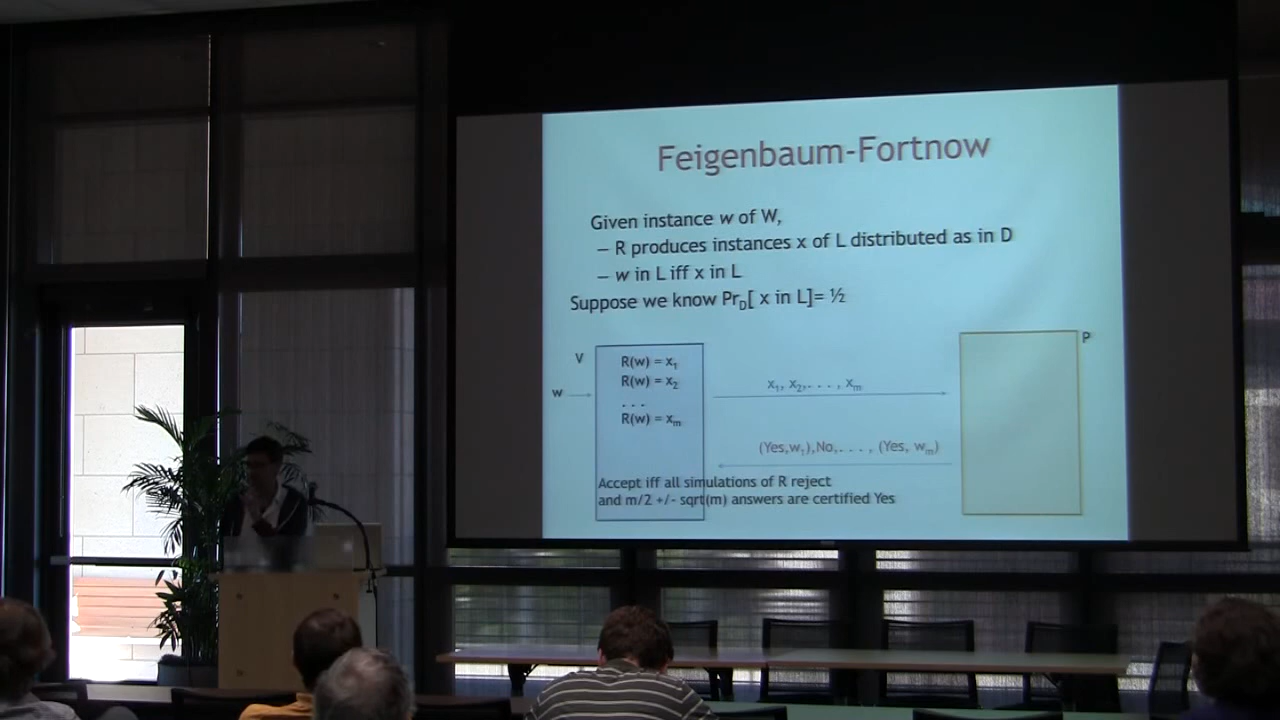 Feigenbaum-Fortnow
Given instance w of W,
– R produces instances x of L distributed as in D
– w in L iff x in L
Suppose we know PrD[ x in L]= ½
V
P
R(w) = x1
R(w) = x2
. . .
R(w) = xm
w
x1, x2,. . . , xm
(Yes,w1),No,. . . , (Yes, wm)
Accept iff all simulations of R reject
and m/2 +/- sqrt(m) answers are certified Yes